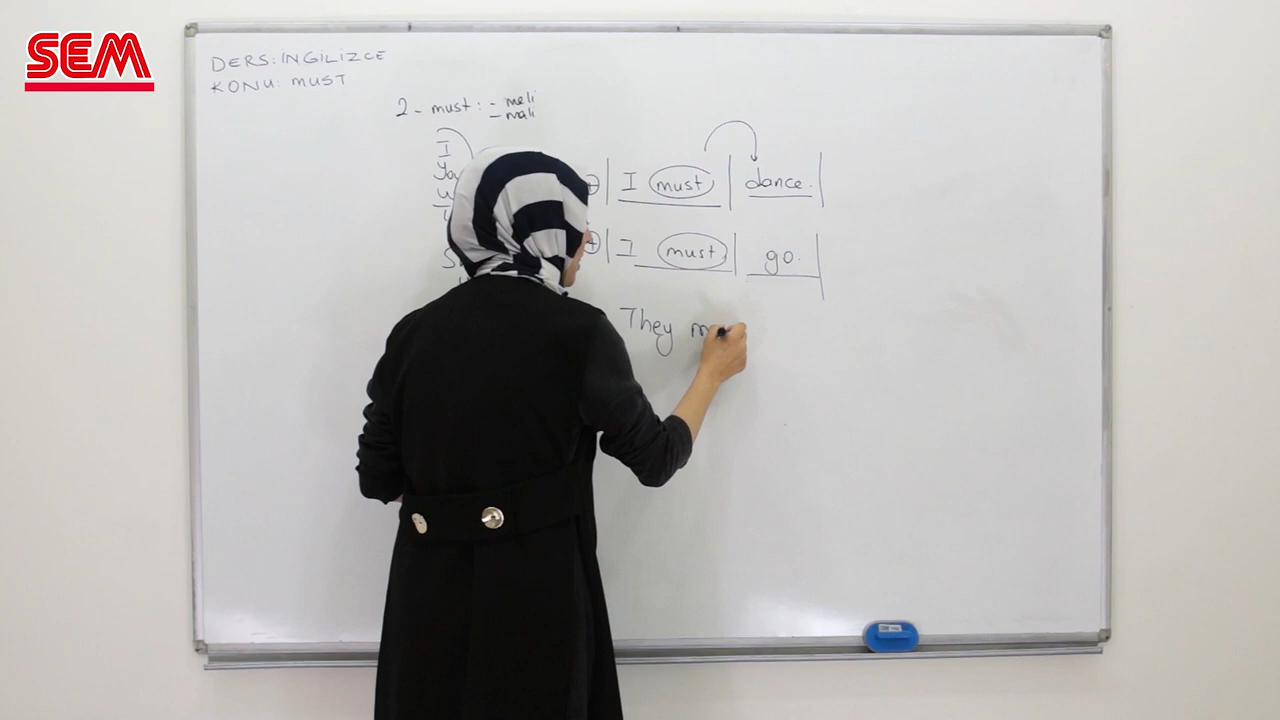 SEM
DERS: İNGİLİZCE
KONU: MUST
2 - must: - meli
- malı
I
+ I must dance.
+ I must go.
They m